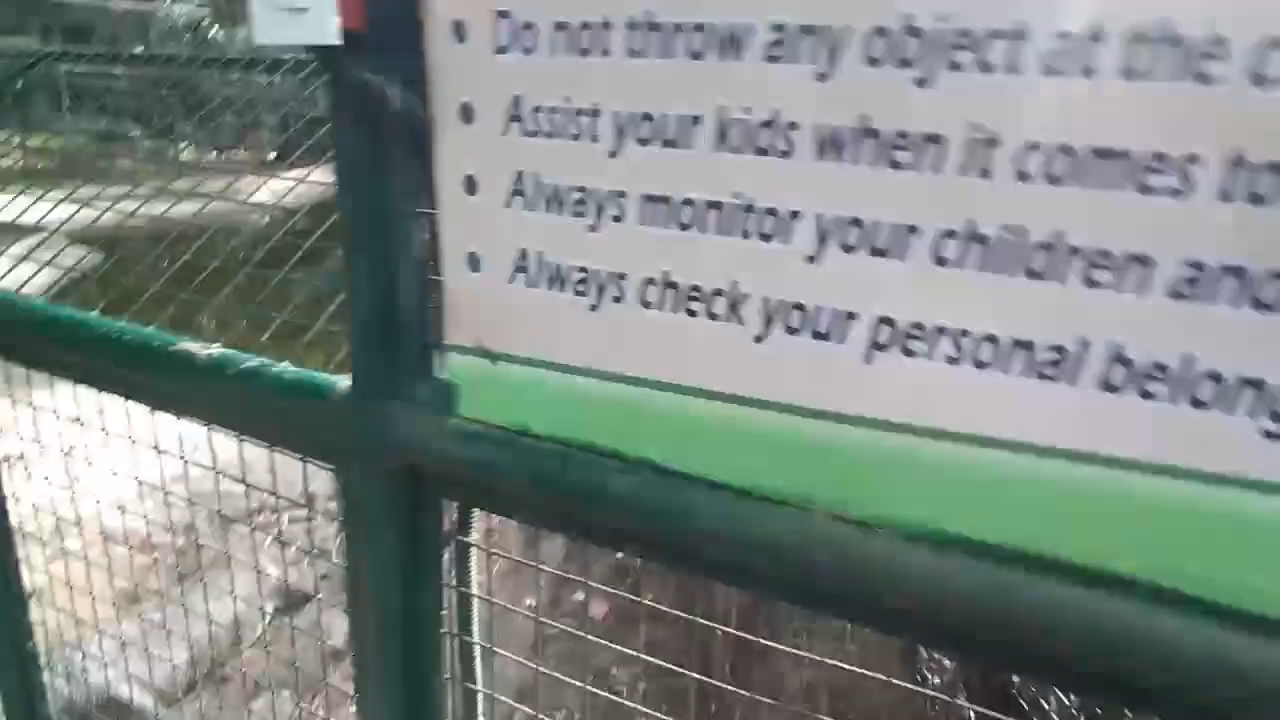 • Do not throw any object at the
• Assist your kids when it comes to
• Always monitor your children and
• Always check your personal belong